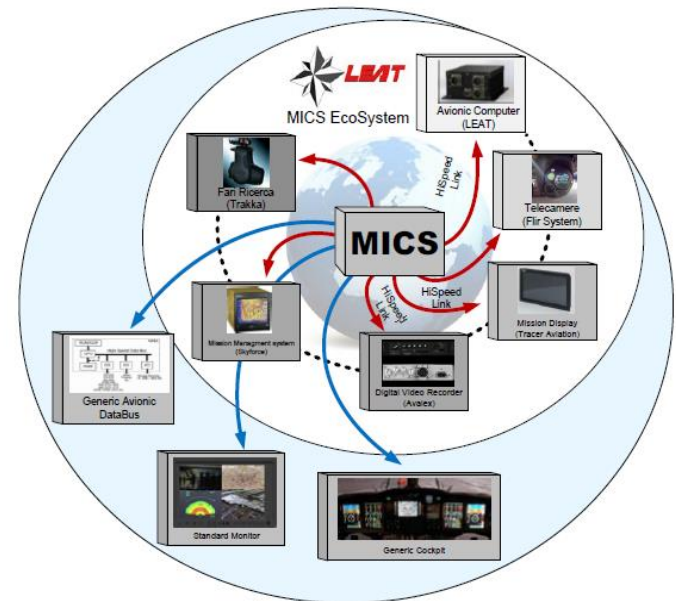 LEAT
MICS EcoSystem
Avionic Computer
(LEAT)
Fari Ricerca
(Trakka)
HiSpeed
Link
Telecamere
(Flir System)
MICS
HiSpeed
Link
HiSpeed
Link
Mission Display
(Tracer Aviation)
Mission Managment system
(Skyforce)
Digital Video Recorder
(Avalex)
Generic Avionic
DataBus
Standard Monitor
Generic Cockpit